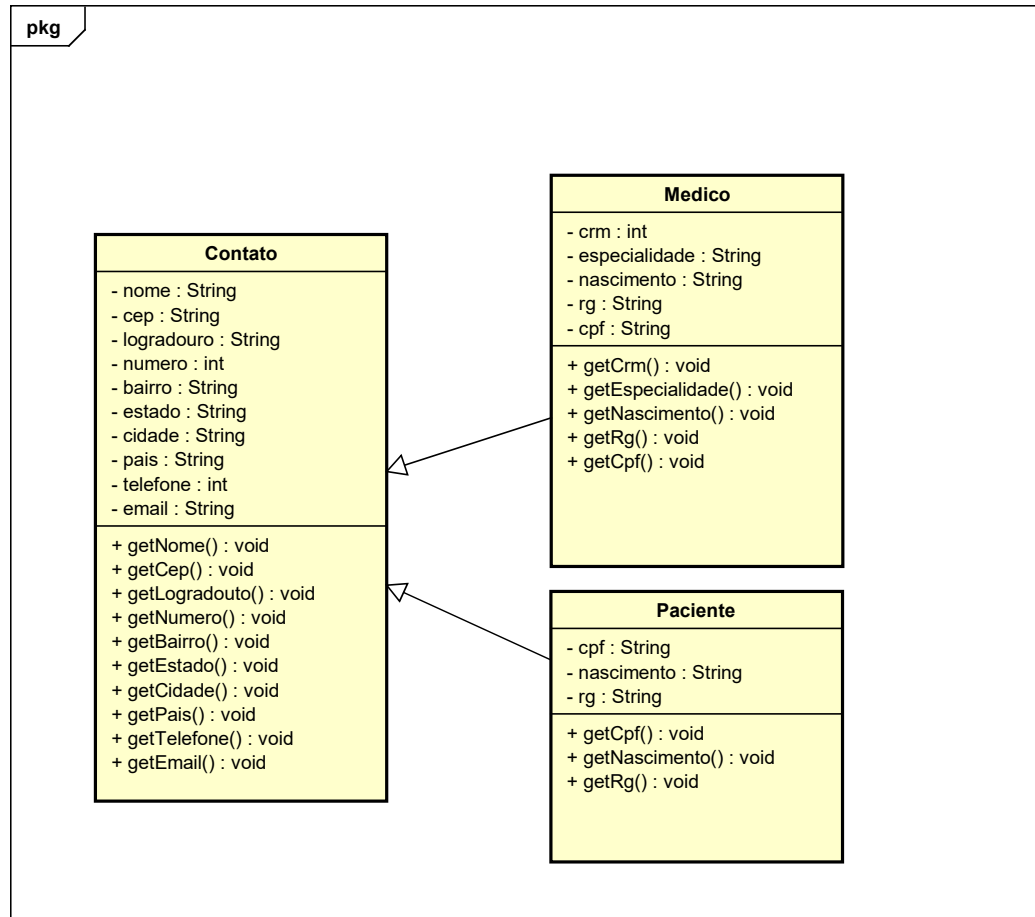 pkg
Contato
- nome : String
- cep : String
- logradouro : String
- numero : int
- bairro : String
- estado : String
- cidade : String
- pais : String
- telefone : int
- email : String
+ getNome() : void
+ getCep() : void
+ getLogradouto() : void
+ getNumero() : void
+ getBairro() : void
+ getEstado() : void
+ getCidade() : void
+ getPais() : void
+ getTelefone() : void
+ getEmail() : void
Medico
- crm : int
- especialidade : String
- nascimento : String
- rg : String
- cpf : String
+ getCrm() : void
+ getEspecialidade() : void
+ getNascimento() : void
+ getRg() : void
+ getCpf() : void
Paciente
- cpf : String
- nascimento : String
- rg : String
+ getCpf() : void
+ getNascimento() : void
+ getRg() : void